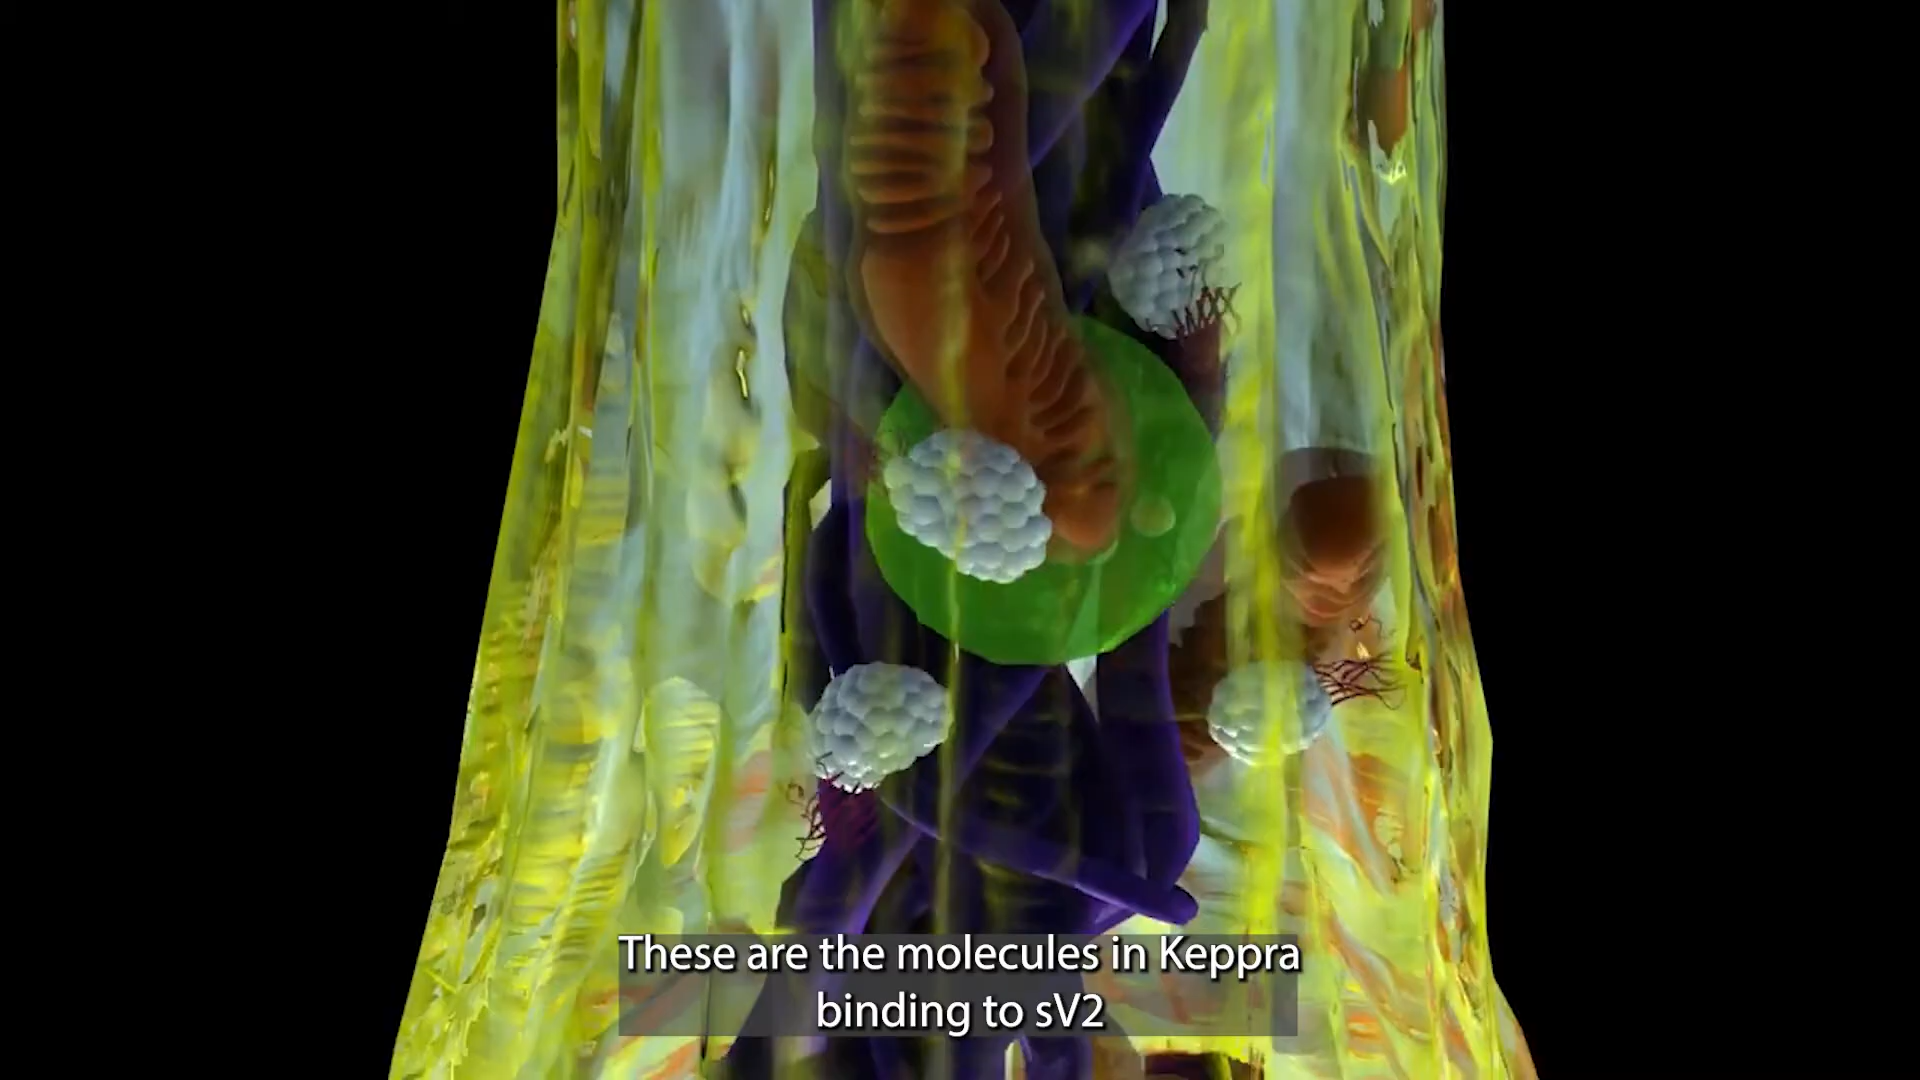 These are the molecules in Keppra
binding to sV2